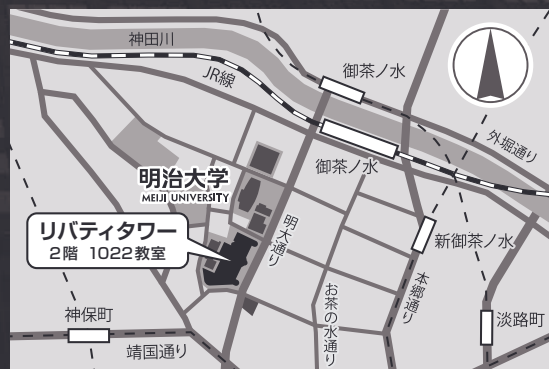 神田川
JR線
御茶ノ水
外堀通り
御茶ノ水
明治大学
MEIJI UNIVERSITY
リバティタワー
2階 1022教室
明大通り
新御茶ノ水
本郷通り
お茶の水通り
神保町
淡路町
靖国通り